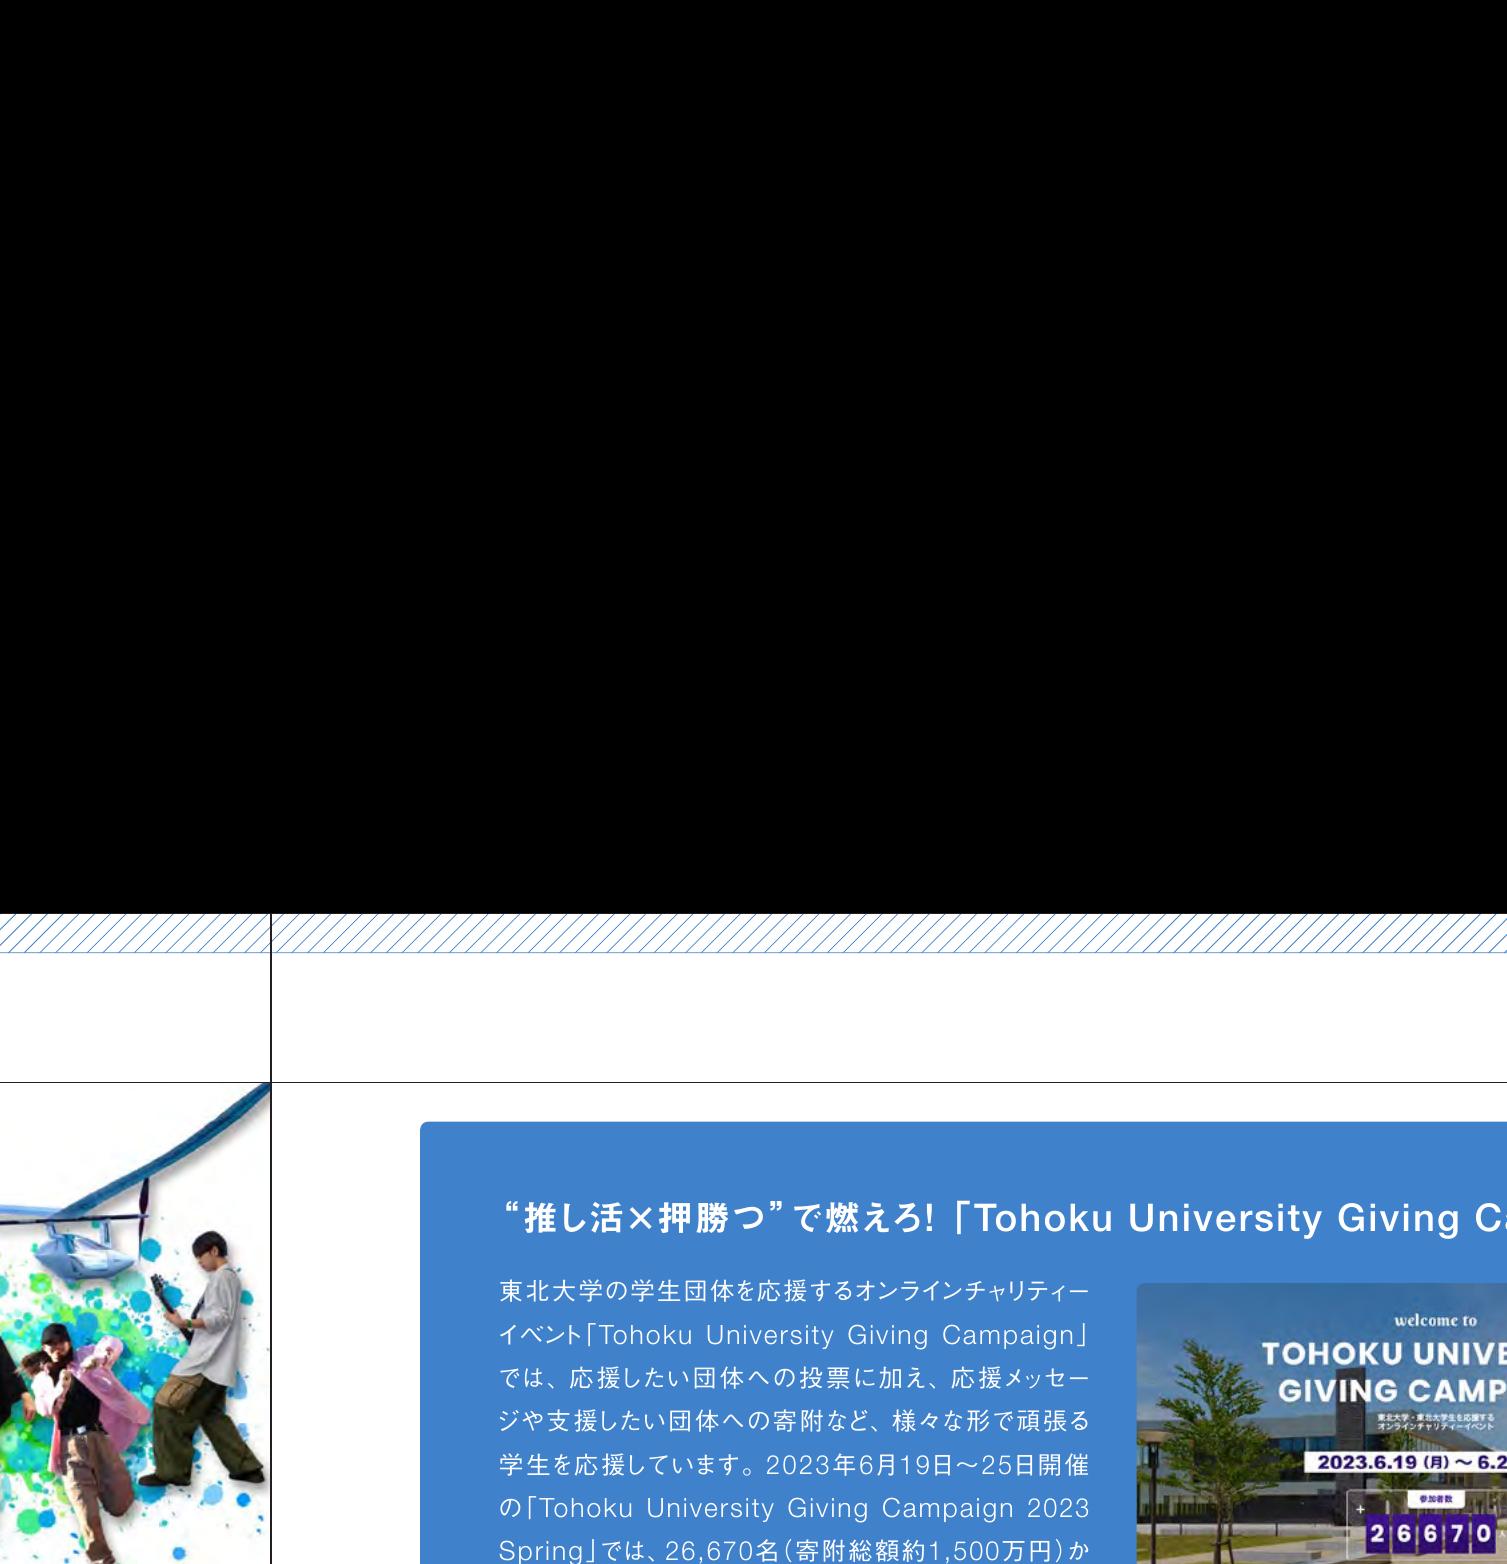 “推し活×押勝つ”で燃えろ!「Tohoku University Giving
東北大学の学生団体を応援するオンラインチャリティー
イベント「Tohoku University Giving Campaign」
では、応援したい団体への投票に加え、応援メッセー
ジや支援したい団体への寄附など、様々な形で頑張る
学生を応援しています。2023年6月19日～25日開催
の「Tohoku University Giving Campaign 2023
Spring」では、26,670名（寄附総額約1,500万円）か
welcome to
TOHOKU UNIVE
GIVING CAMP
東北大学・東北大学生を応援する
オンラインチャリティーイベント
2023.6.19 (月) ～ 6.2
参加者数
+
26670
人